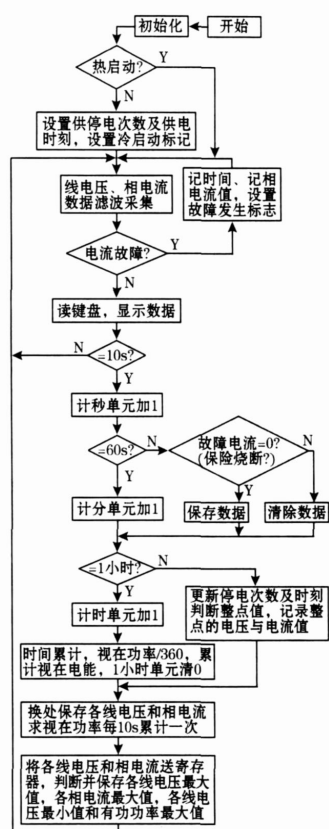 初始化
开始
热启动?
Y
N
设置供停电次数及供电
时刻，设置冷启动标记
线电压、相电流
数据滤波采集
记时间、记相
电流值，设置
故障发生标志
电流故障?
Y
N
读键盘，显示数据
N
=10s?
Y
计秒单元加1
=60s?
N
故障电流=0?
(保险烧断?)
Y
Y
N
计分单元加1
保存数据
清除数据
=1小时?
N
Y
计时单元加1
更新停电次数及时刻
判断整点值，记录整
点的电压与电流值
时间累计，视在功率/360，累
计视在电能，1小时单元清0
换处保存各线电压和相电流
求视在功率每10s累计一次
将各线电压和相电流送寄存
器，判断并保存各线电压最大
值，各相电流最大值，各线电
压最小值和有功功率最大值